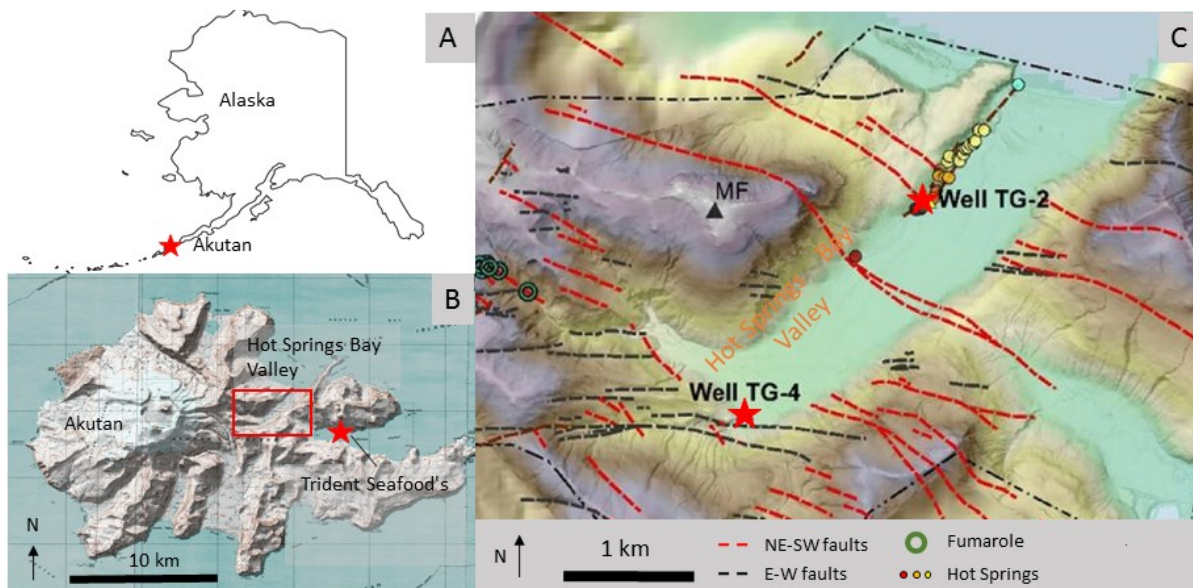 A
Alaska
Akutan
B
Hot Springs Bay
Valley
Akutan
Trident Seafood's
N
10 km
C
MF
Well TG-2
Hot Springs Bay
Valley
Well TG-4
N
1 km
NE-SW faults
E-W faults
Fumarole
Hot Springs